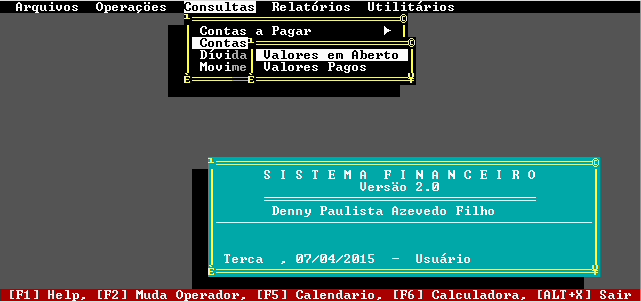 Arquivos Operações Consultas Relatórios Utilitários
Contas a Pagar
Contas
Dívida
Movime
Valores em Aberto
Valores Pagos
S I S T E M A F I N A N C E I R O
Versäo 2.0
Denny Paulista Azevedo Filho
Terca , 07/04/2015 - Usuário
[F1] Help, [F2] Muda Operador, [F5] Calendario, [F6] Calculadora, [ALT+X] Sair